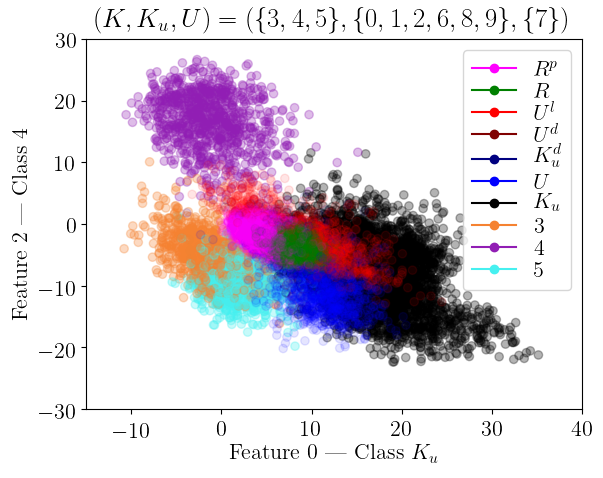 (K, K_u, U) = ({3, 4, 5}, {0, 1, 2, 6, 8, 9}, {7})
30
20
10
0
−10
−20
−30
Feature 2 — Class 4
R^p
R
U^l
U^d
K_u^d
U
K_u
3
4
5
−10
0
10
20
30
40
Feature 0 — Class K_u